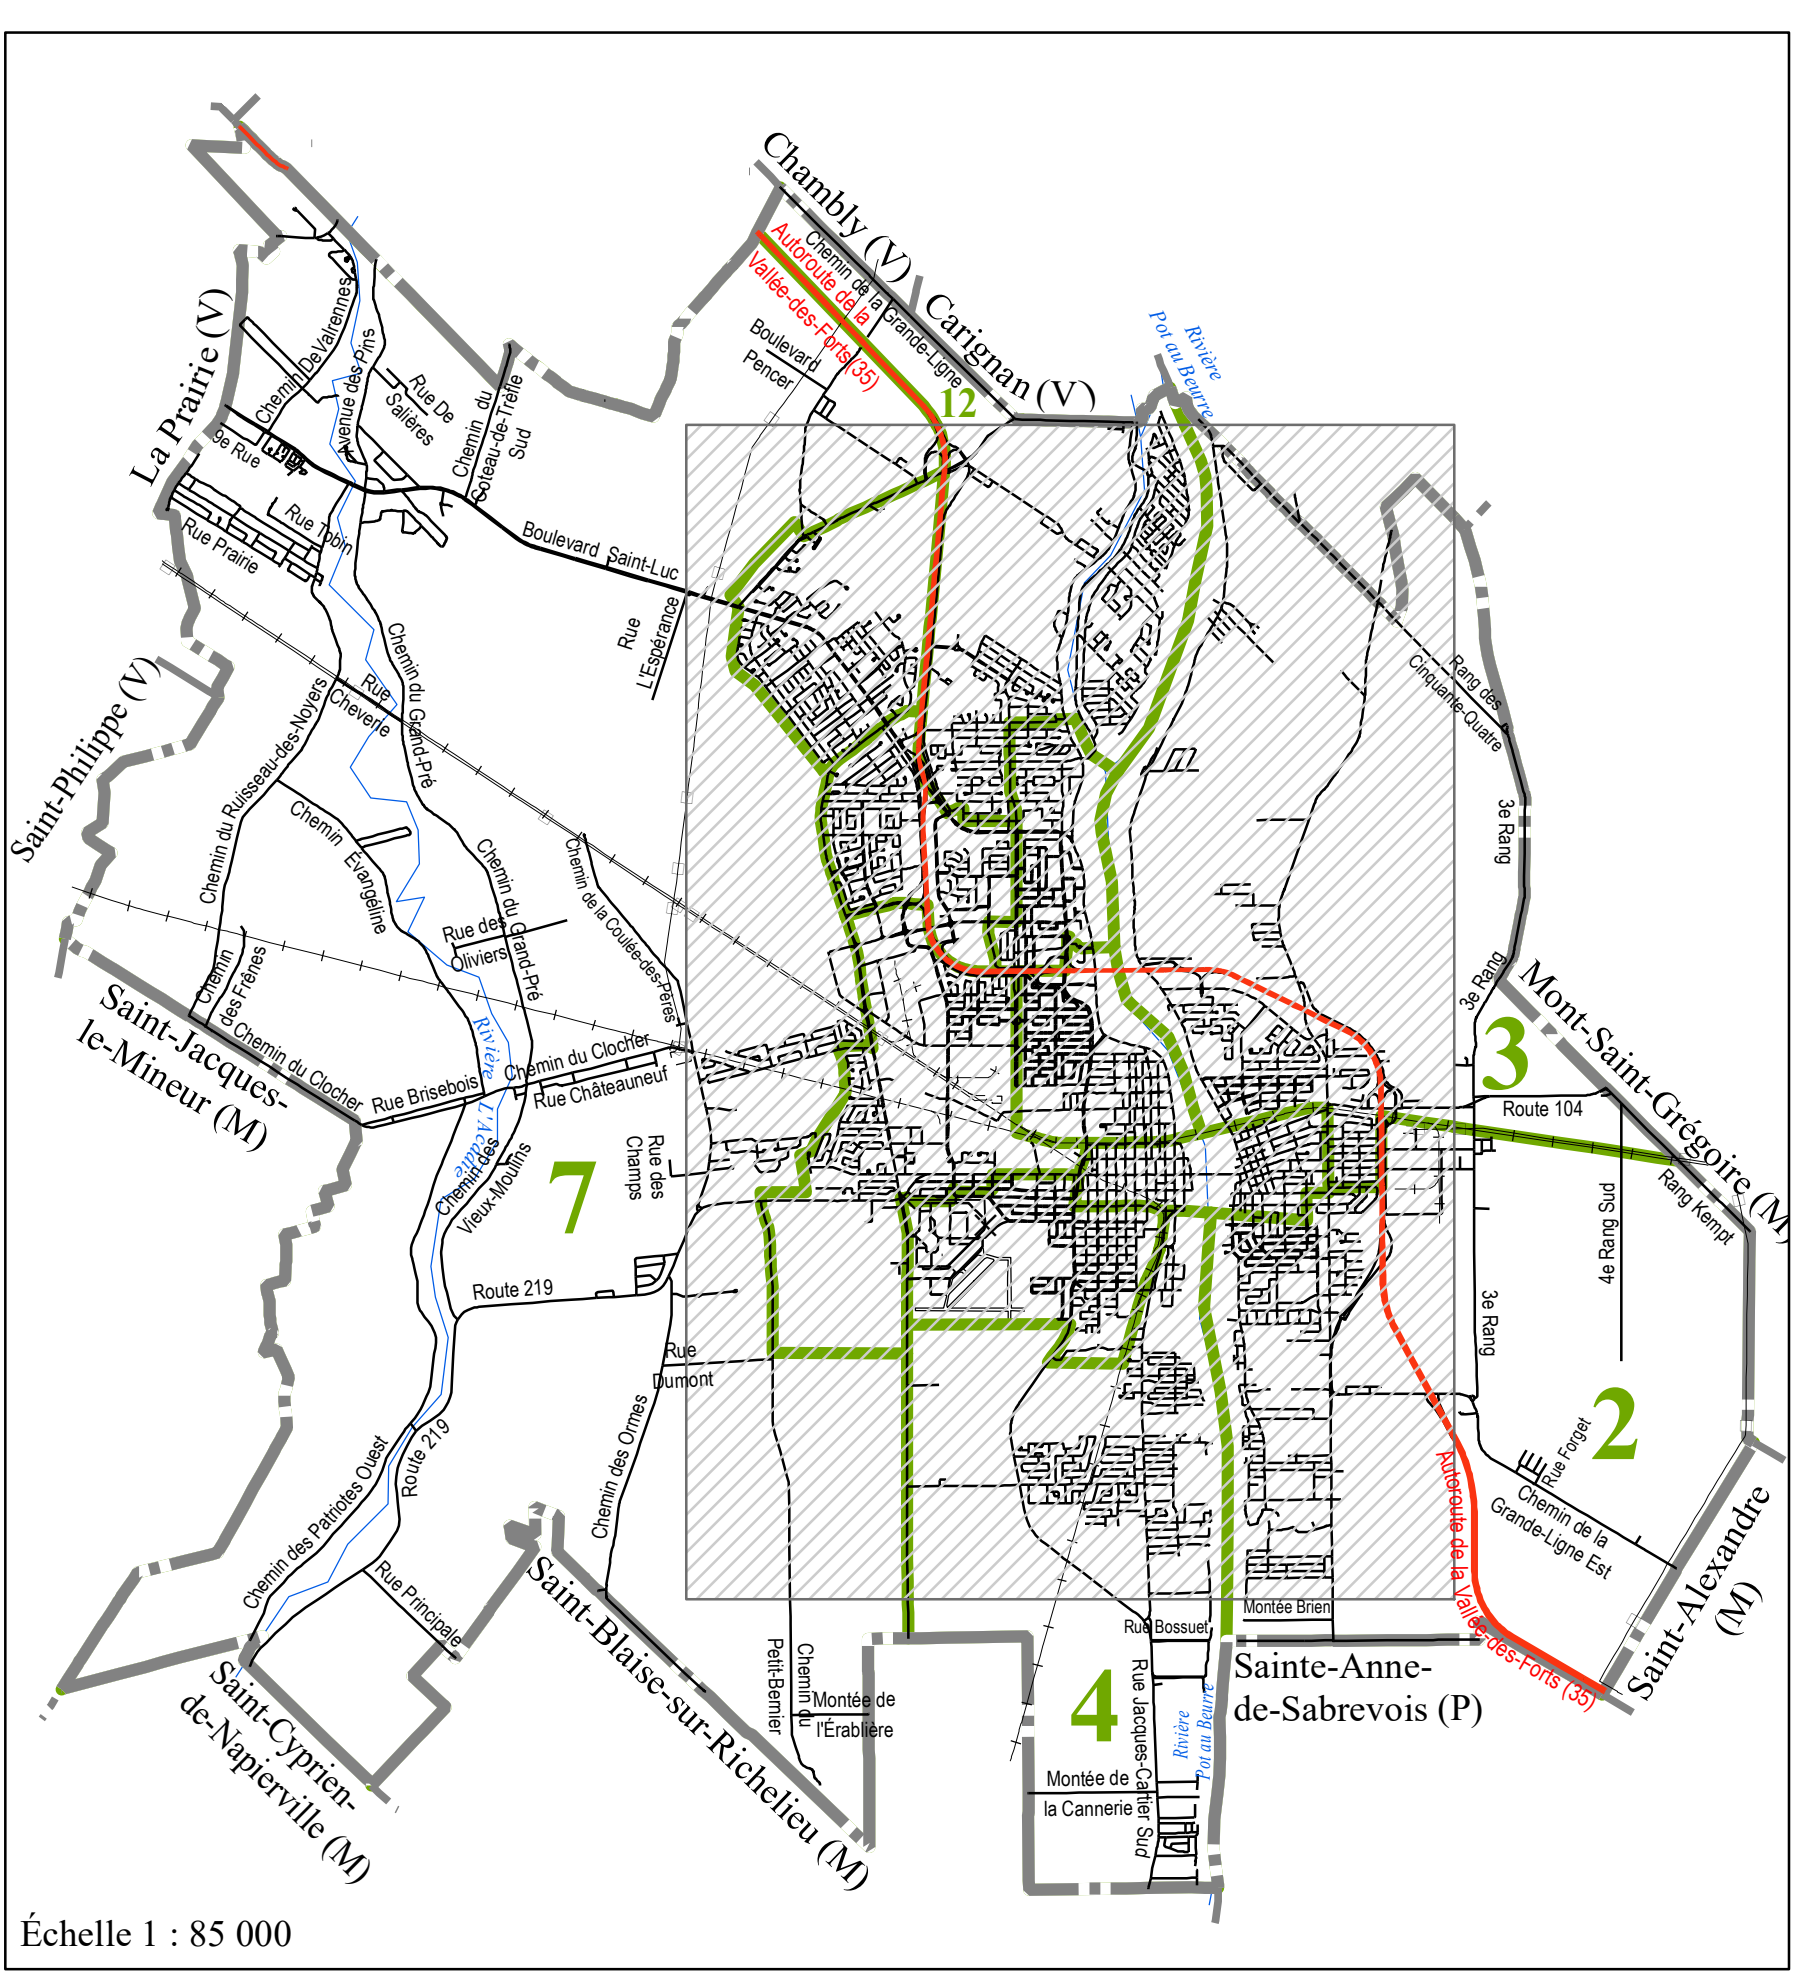 Chambly (V)
Carignan (V)
Autoroute de la
Vallée-des-Forts (35)
Chemin de la
Grande-Ligne
Boulevard
Pencer
12
Rivière
Pot au Beurre
La Prairie (V)
Chemin De Valrennes
Avenue des Pins
Rue De
Salières
Chemin du
Coteau-de-Trèfle
Sud
9e Rue
Rue Tobin
Rue Prairie
Boulevard Saint-Luc
Rue
L'Espérance
Saint-Philippe (V)
Rue
Cheverie
Chemin du Grand-Pré
Chemin du Ruisseau-des-Noyers
Chemin
Évangéline
Chemin du Grand-Pré
Chemin de la Coulée-des-Pères
Rue des
Oliviers
Chemin
des Frênes
Rang des
Cinquante-Quatre
3e Rang
3e Rang
Mont-Saint-Grégoire (M)
Saint-Jacques-
le-Mineur (M)
Chemin du Clocher
Rivière L'Acadie
Chemin du Clocher
Rue Brisebois
Rue Châteauneuf
Chemin des
Vieux-Moulins
7
Rue des
Champs
3
Route 104
Rang Kempt
4e Rang Sud
3e Rang
2
Route 219
Rue
Dumont
Chemin des Ormes
Route 219
Chemin des Patriotes Ouest
Rue Principale
Rue Forget
Chemin de la
Grande-Ligne Est
Autoroute de la Vallée-des-Forts (35)
Saint-Alexandre
(M)
Saint-Blaise-sur-Richelieu (M)
Saint-Cyprien-
de-Napierville (M)
Chemin du
Petit-Bernier
Montée de
l'Érablière
Rue Bossuet
Montée Brien
Sainte-Anne-
de-Sabrevois (P)
4
Rue Jacques-Cartier Sud
Rivière
Pot au Beurre
Montée de
la Cannerie
Échelle 1 : 85 000